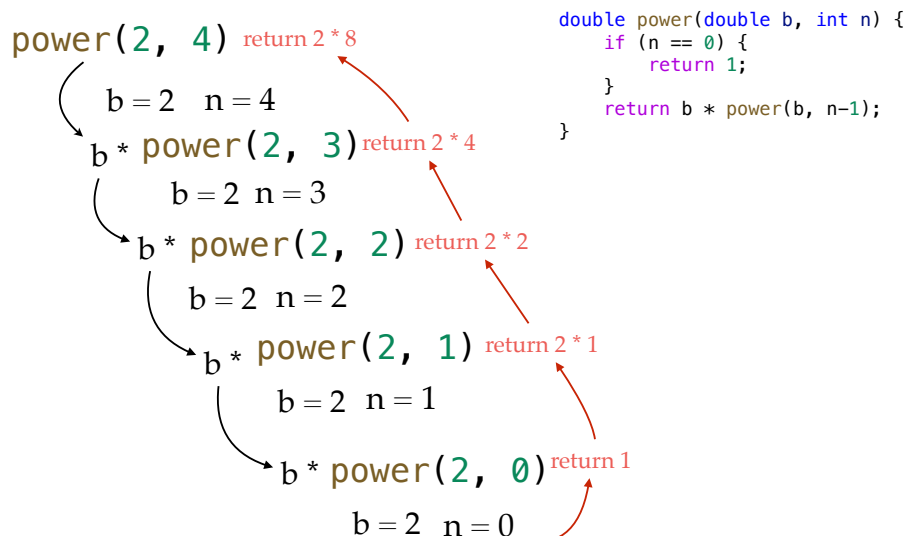 power(2, 4) return 2 * 8
b = 2 n = 4
b * power(2, 3) return 2 * 4
b = 2 n = 3
b * power(2, 2) return 2 * 2
b = 2 n = 2
b * power(2, 1) return 2 * 1
b = 2 n = 1
b * power(2, 0) return 1
b = 2 n = 0
double power(double b, int n) {
if (n == 0) {
return 1;
}
return b * power(b, n-1);
}